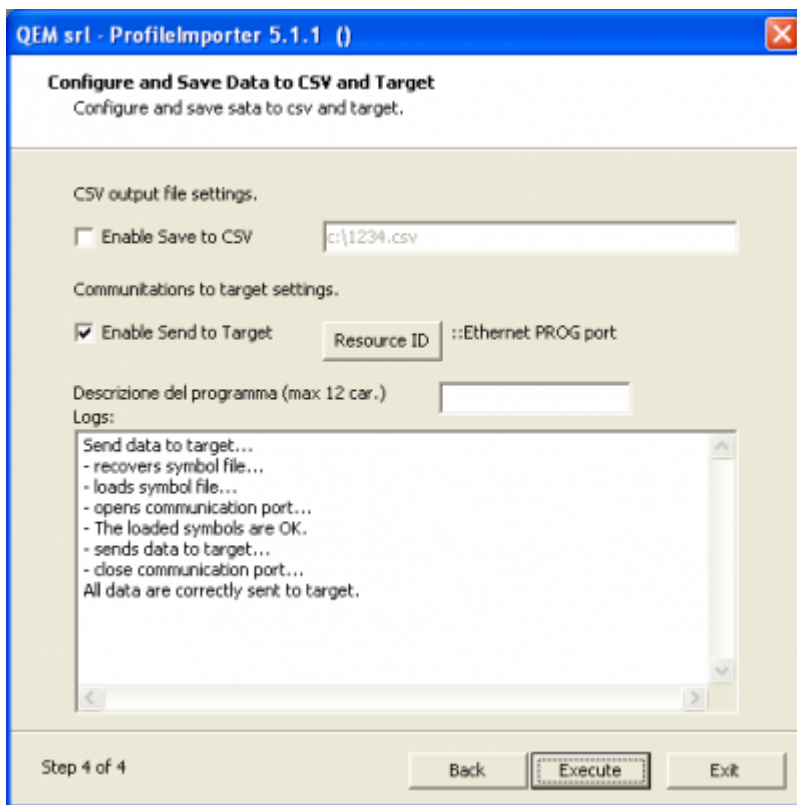 QEM srl - ProfileImporter 5.1.1 ()
Configure and Save Data to CSV and Target
Configure and save sata to csv and target.
CSV output file settings.
Enable Save to CSV c:\1234.csv
Communitations to target settings.
Enable Send to Target Resource ID ::Ethernet PROG port
Descrizione del programma (max 12 car.)
Logs:
Send data to target...
- recovers symbol file...
- loads symbol file...
- opens communication port...
- The loaded symbols are OK.
- sends data to target...
- close communication port...
All data are correctly sent to target.
Step 4 of 4 Back Execute Exit